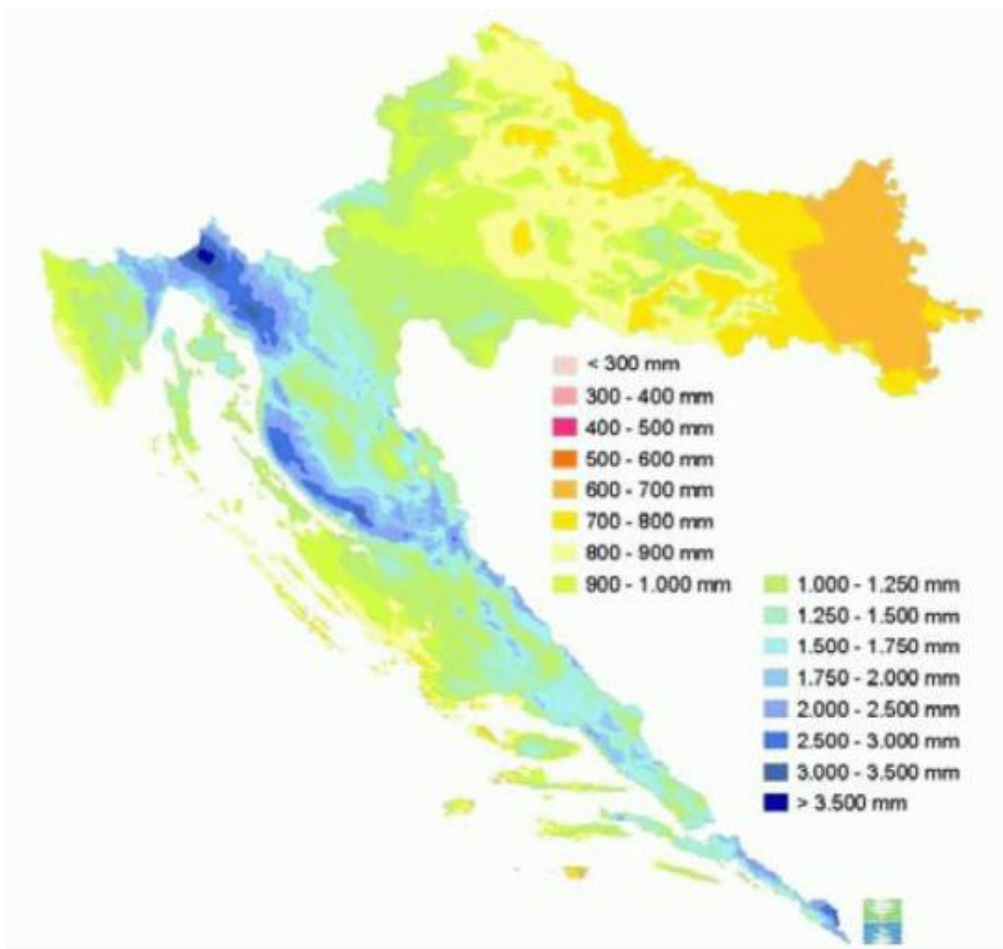 < 300 mm
300 - 400 mm
400 - 500 mm
500 - 600 mm
600 - 700 mm
700 - 800 mm
800 - 900 mm
900 - 1.000 mm
1.000 - 1.250 mm
1.250 - 1.500 mm
1.500 - 1.750 mm
1.750 - 2.000 mm
2.000 - 2.500 mm
2.500 - 3.000 mm
3.000 - 3.500 mm
> 3.500 mm